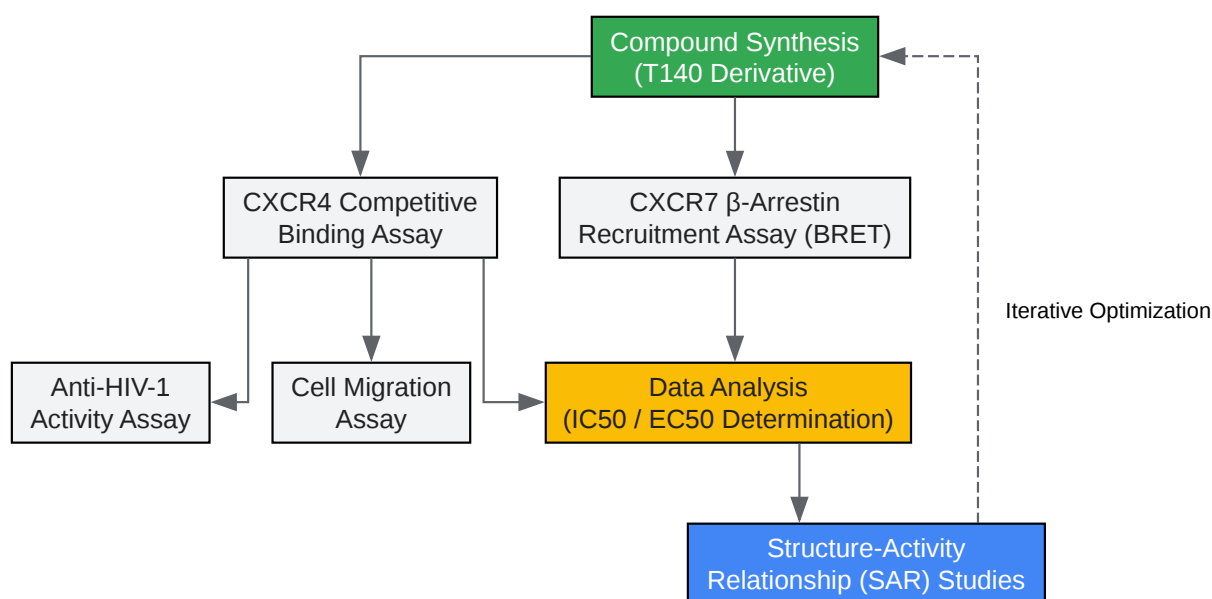 Compound Synthesis
(T140 Derivative)
CXCR4 Competitive
Binding Assay
CXCR7 β-Arrestin
Recruitment Assay (BRET)
Iterative Optimization
Anti-HIV-1
Activity Assay
Cell Migration
Assay
Data Analysis
(IC50 / EC50 Determination)
Structure-Activity
Relationship (SAR) Studies